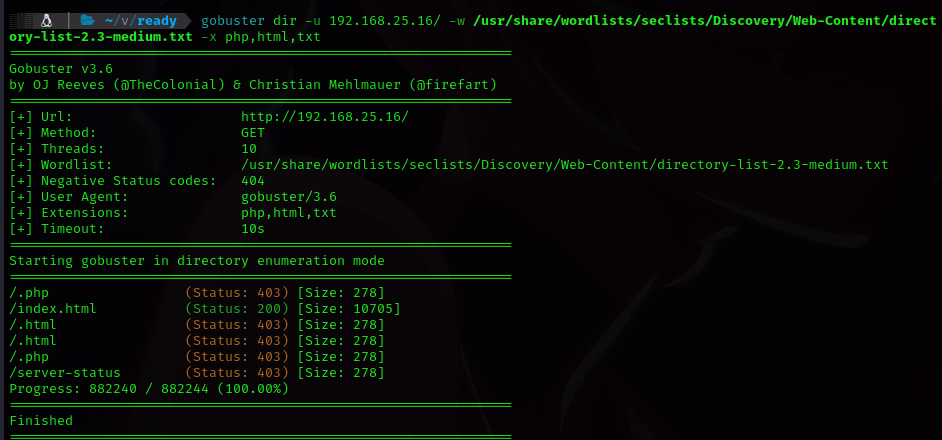 ~/v/ready gobuster dir -u 192.168.25.16/ -w /usr/share/wordlists/seclists/Discovery/Web-Content/direct
ory-list-2.3-medium.txt -x php,html,txt
===============================================================
Gobuster v3.6
by OJ Reeves (@TheColonial) & Christian Mehlmauer (@firefart)
===============================================================
[+] Url:                     http://192.168.25.16/
[+] Method:                  GET
[+] Threads:                 10
[+] Wordlist:                /usr/share/wordlists/seclists/Discovery/Web-Content/directory-list-2.3-medium.txt
[+] Negative Status codes:   404
[+] User Agent:              gobuster/3.6
[+] Extensions:              php,html,txt
[+] Timeout:                 10s
===============================================================
Starting gobuster in directory enumeration mode
===============================================================
/.php                 (Status: 403) [Size: 278]
/index.html           (Status: 200) [Size: 10705]
/.html                (Status: 403) [Size: 278]
/.html                (Status: 403) [Size: 278]
/.php                 (Status: 403) [Size: 278]
/server-status        (Status: 403) [Size: 278]
Progress: 882240 / 882244 (100.00%)
===============================================================
Finished
===============================================================